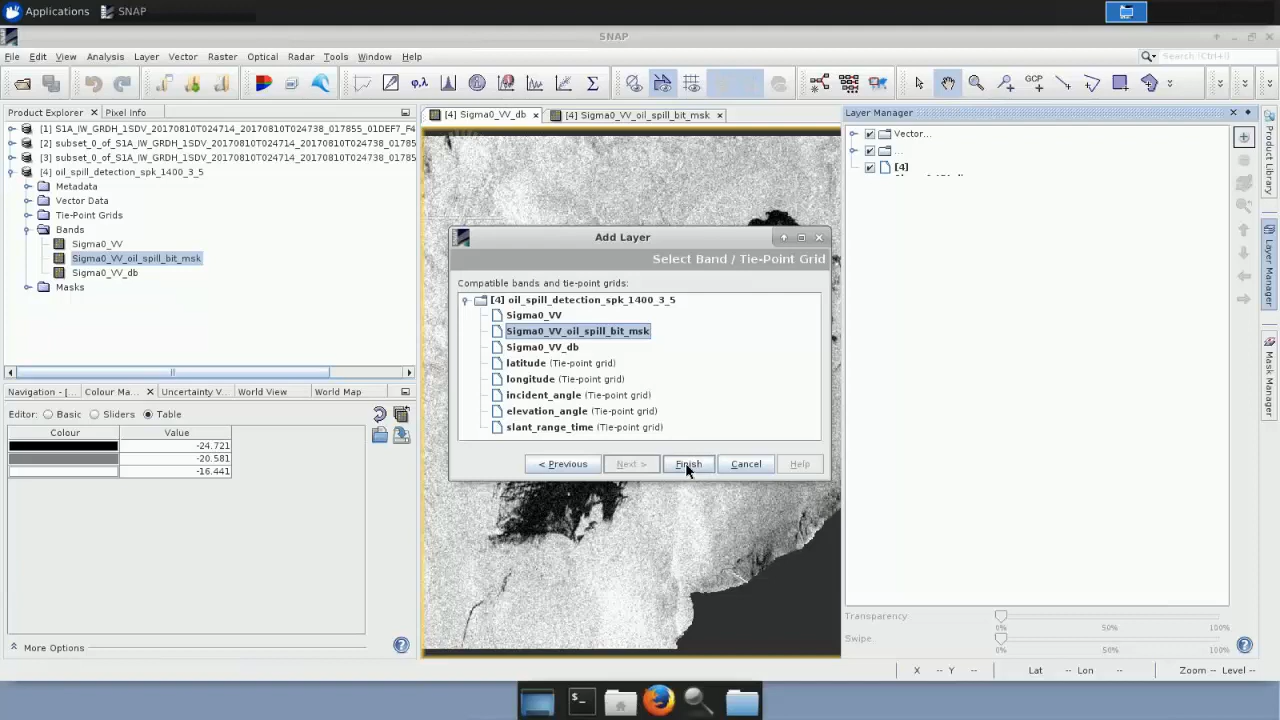 Applications SNAP
SNAP
File Edit View Analysis Layer Vector Raster Optical Radar Tools Window Help
Search (Ctrl+I)
GCP
Product Explorer Pixel Info
[4] Sigma0_VV_db [4] Sigma0_VV_oil_spill_bit_msk
Layer Manager
[1] S1A_IW_GRDH_1SDV_20170810T024714_20170810T024738_017855_01DEF7_F4
[2] subset_0_of_S1A_IW_GRDH_1SDV_20170810T024714_20170810T024738_01785
[3] subset_0_of_S1A_IW_GRDH_1SDV_20170810T024714_20170810T024738_01785
[4] oil_spill_detection_spk_1400_3_5
Metadata
Vector Data
Tie-Point Grids
Bands
Sigma0_VV
Sigma0_VV_oil_spill_bit_msk
Sigma0_VV_db
Masks
Vector...
...
[4]
Product Library
Layer Manager
Mask Manager
Add Layer
Select Band / Tie-Point Grid
Compatible bands and tie-point grids:
[4] oil_spill_detection_spk_1400_3_5
Sigma0_VV
Sigma0_VV_oil_spill_bit_msk
Sigma0_VV_db
latitude (Tie-point grid)
longitude (Tie-point grid)
incident_angle (Tie-point grid)
elevation_angle (Tie-point grid)
slant_range_time (Tie-point grid)
< Previous Next > Finish Cancel Help
Navigation - [... Colour Ma... Uncertainty V... World View World Map
Editor: Basic Sliders Table
Colour Value
-24.721
-20.581
-16.441
More Options
Transparency
0% 50% 100%
Swipe
0% 50% 100%
X -- Y -- Lat -- Lon -- Zoom -- Level --